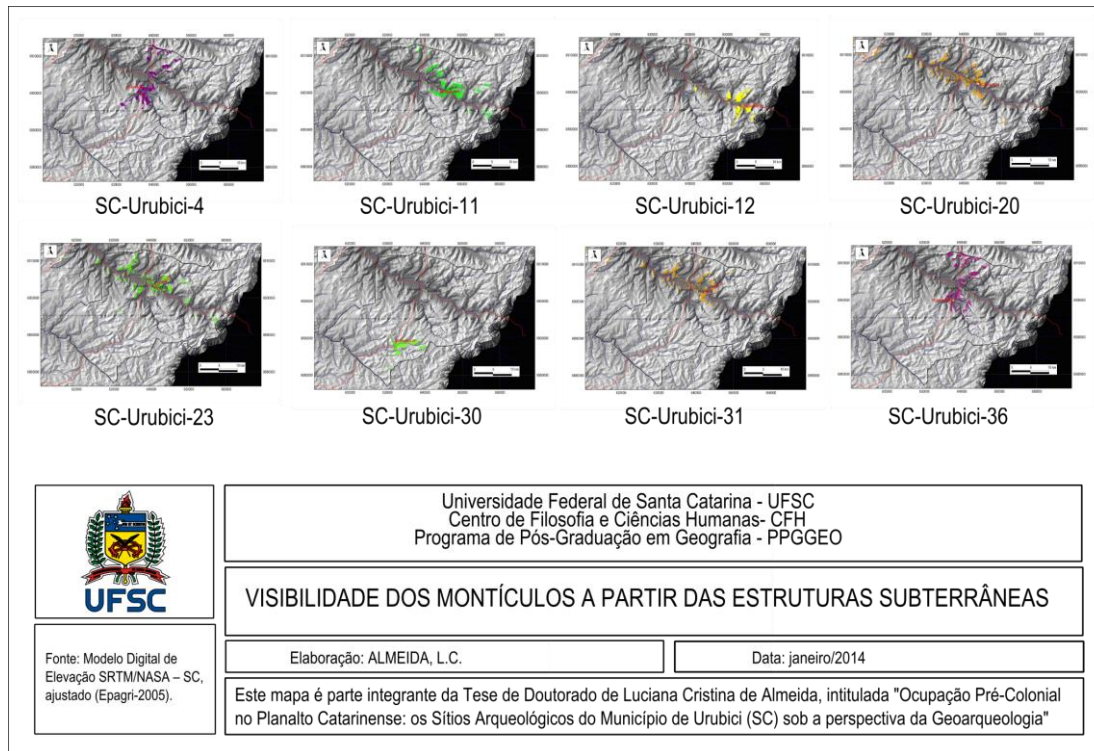 SC-Urubici-4
SC-Urubici-11
SC-Urubici-12
SC-Urubici-20
SC-Urubici-23
SC-Urubici-30
SC-Urubici-31
SC-Urubici-36
UFSC
Universidade Federal de Santa Catarina - UFSC
Centro de Filosofia e Ciências Humanas- CFH
Programa de Pós-Graduação em Geografia - PPGGEO
VISIBILIDADE DOS MONTÍCULOS A PARTIR DAS ESTRUTURAS SUBTERRÂNEAS
Fonte: Modelo Digital de
Elevação SRTM/NASA – SC,
ajustado (Epagri-2005).
Elaboração: ALMEIDA, L.C.
Data: janeiro/2014
Este mapa é parte integrante da Tese de Doutorado de Luciana Cristina de Almeida, intitulada "Ocupação Pré-Colonial
no Planalto Catarinense: os Sítios Arqueológicos do Município de Urubici (SC) sob a perspectiva da Geoarqueologia"